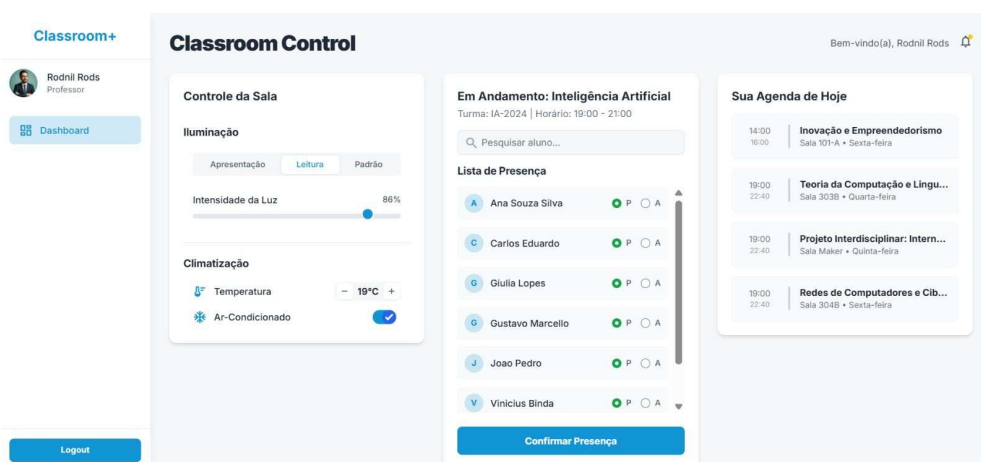 Classroom+
Rodnil Rods
Professor
Dashboard
Logout
Classroom Control
Bem-vindo(a), Rodnil Rods
Controle da Sala
Iluminação
Apresentação Leitura Padrão
Intensidade da Luz 86%
Climatização
Temperatura − 19°C +
Ar-Condicionado
Em Andamento: Inteligência Artificial
Turma: IA-2024 | Horário: 19:00 - 21:00
Pesquisar aluno...
Lista de Presença
A Ana Souza Silva P A
C Carlos Eduardo P A
G Giulia Lopes P A
G Gustavo Marcello P A
J Joao Pedro P A
V Vinicius Binda P A
Confirmar Presença
Sua Agenda de Hoje
14:00 Inovação e Empreendedorismo
16:00 Sala 101-A • Sexta-feira
19:00 Teoria da Computação e Lingu...
22:40 Sala 303B • Quarta-feira
19:00 Projeto Interdisciplinar: Intern...
22:40 Sala Maker • Quinta-feira
19:00 Redes de Computadores e Cib...
22:40 Sala 304B • Sexta-feira